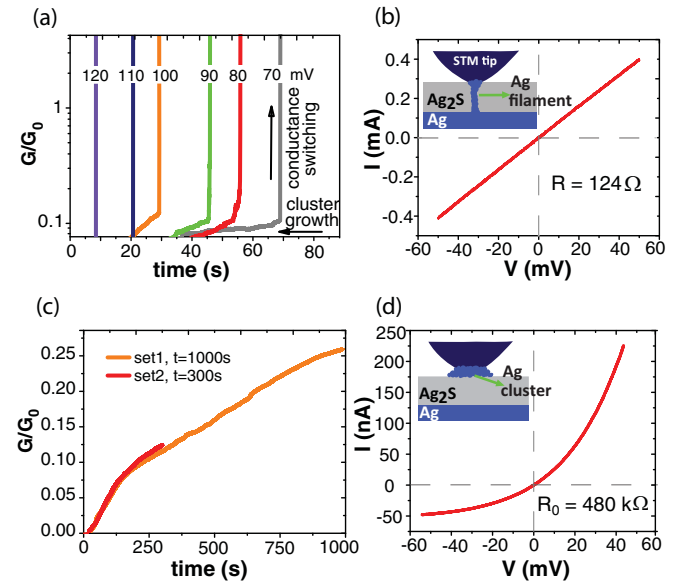 (a)
120 110 100 90 80 70 mV
conductance
switching
cluster
growth
G/G0
1
0.1
0 20 40 60 80
time (s)
(b)
STM tip
Ag
filament
Ag2S
Ag
R = 124 Ω
I (mA)
0.4
0.2
0.0
-0.2
-0.4
-60 -40 -20 0 20 40 60
V (mV)
(c)
set1, t=1000s
set2, t=300s
G/G0
0.25
0.20
0.15
0.10
0.05
0.00
0 250 500 750 1000
time (s)
(d)
Ag
cluster
Ag2S
Ag
R0 = 480 kΩ
I (nA)
250
200
150
100
50
0
-50
-60 -40 -20 0 20 40 60
V (mV)